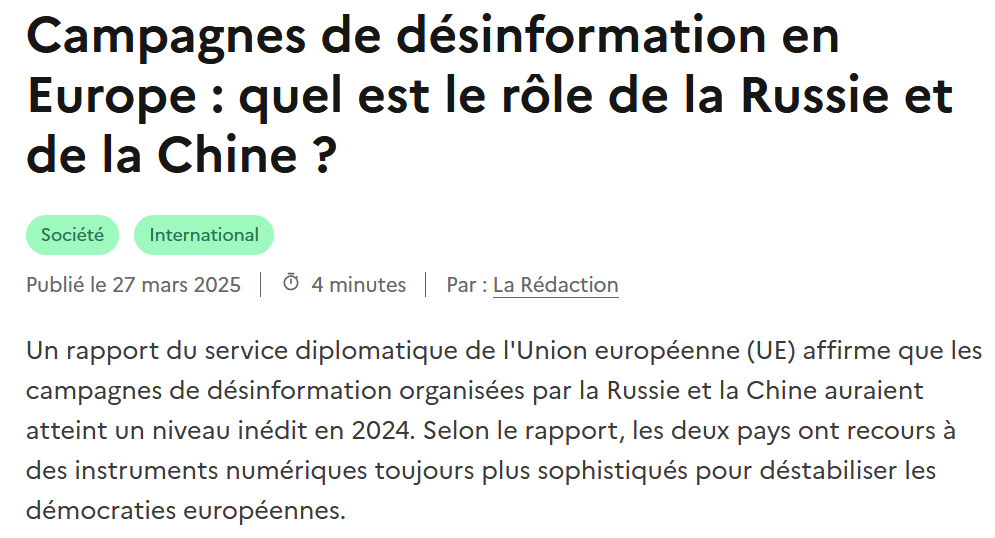 Campagnes de désinformation en
Europe : quel est le rôle de la Russie et
de la Chine ?
Société International
Publié le 27 mars 2025 4 minutes Par : La Rédaction
Un rapport du service diplomatique de l'Union européenne (UE) affirme que les
campagnes de désinformation organisées par la Russie et la Chine auraient
atteint un niveau inédit en 2024. Selon le rapport, les deux pays ont recours à
des instruments numériques toujours plus sophistiqués pour déstabiliser les
démocraties européennes.